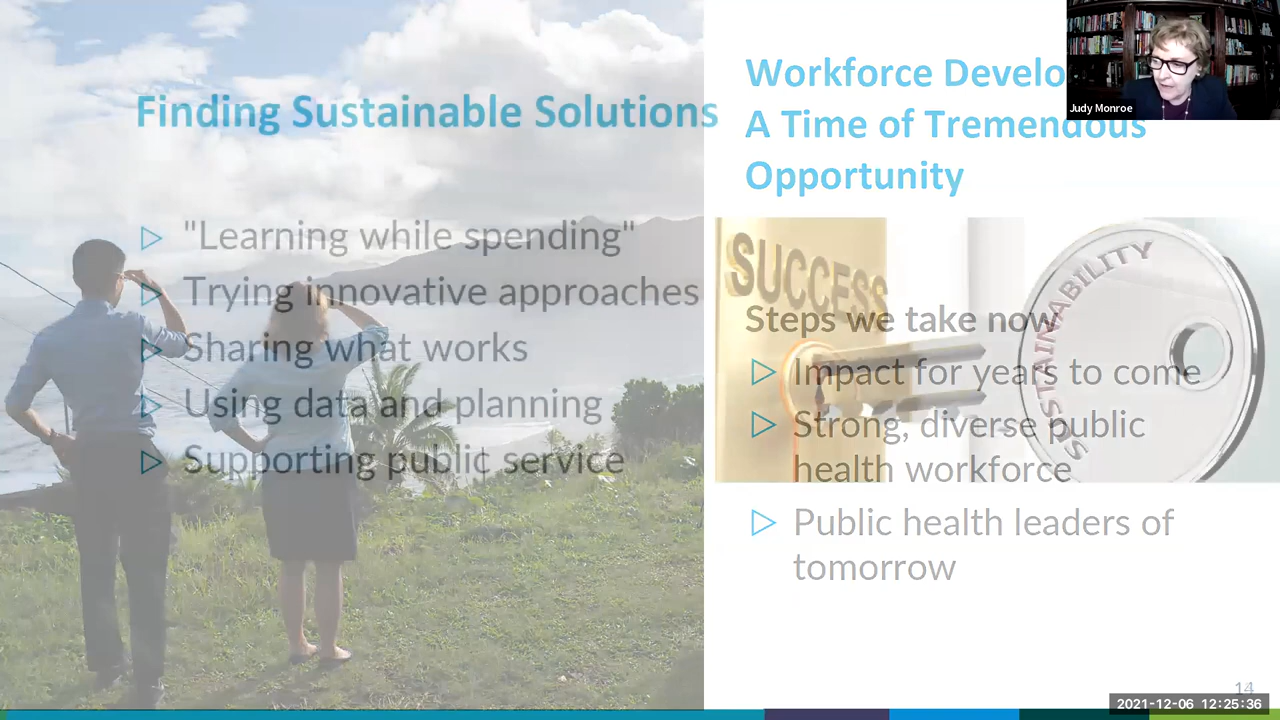 Finding Sustainable Solutions
"Learning while spending"
Trying innovative approaches
Sharing what works
Using data and planning
Supporting public service
Workforce Develo
A Time of Tremendous
Opportunity
SUCCESS
SUSTAINABILITY
Steps we take now
Impact for years to come
Strong, diverse public
health workforce
Public health leaders of
tomorrow
Judy Monroe
2021-12-06 12:25:36